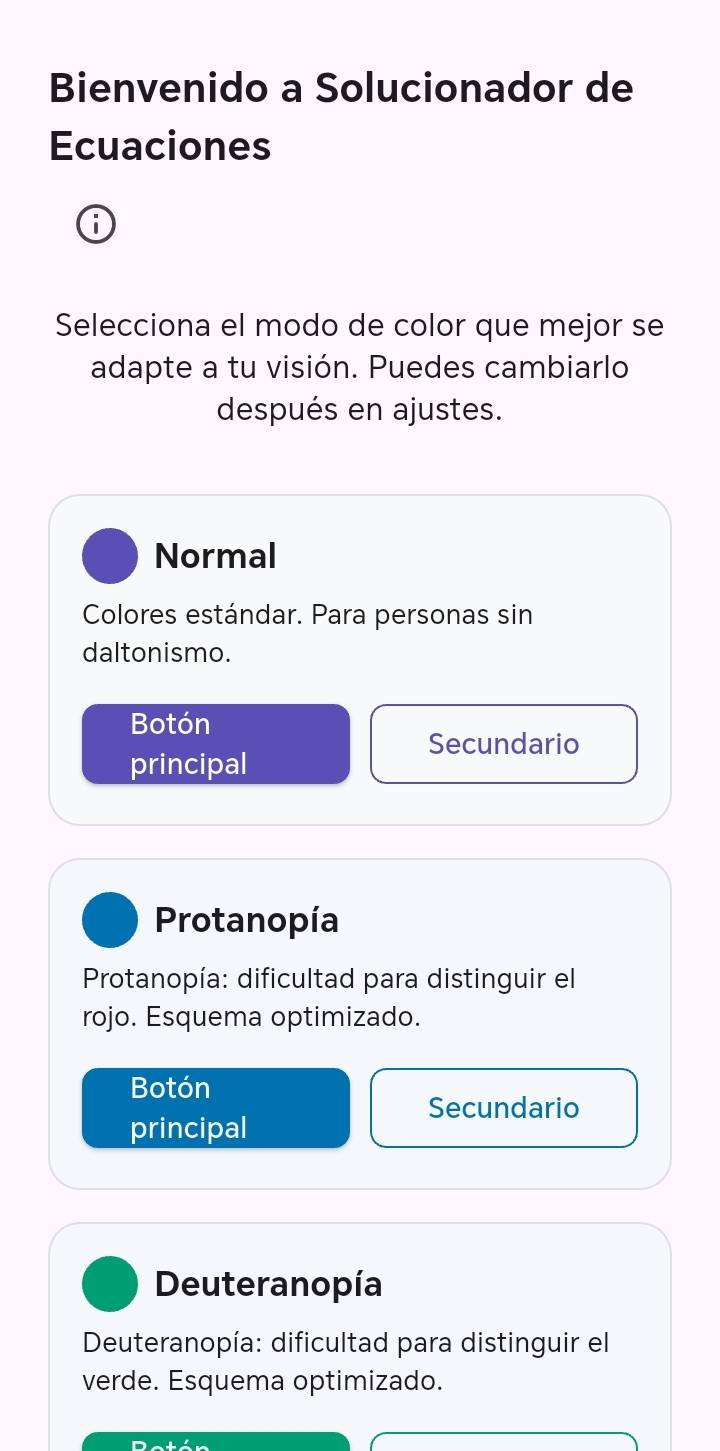 Bienvenido a Solucionador de
Ecuaciones
Selecciona el modo de color que mejor se
adapte a tu visión. Puedes cambiarlo
después en ajustes.
Normal
Colores estándar. Para personas sin
daltonismo.
Botón
principal
Secundario
Protanopía
Protanopía: dificultad para distinguir el
rojo. Esquema optimizado.
Botón
principal
Secundario
Deuteranopía
Deuteranopía: dificultad para distinguir el
verde. Esquema optimizado.
Botón